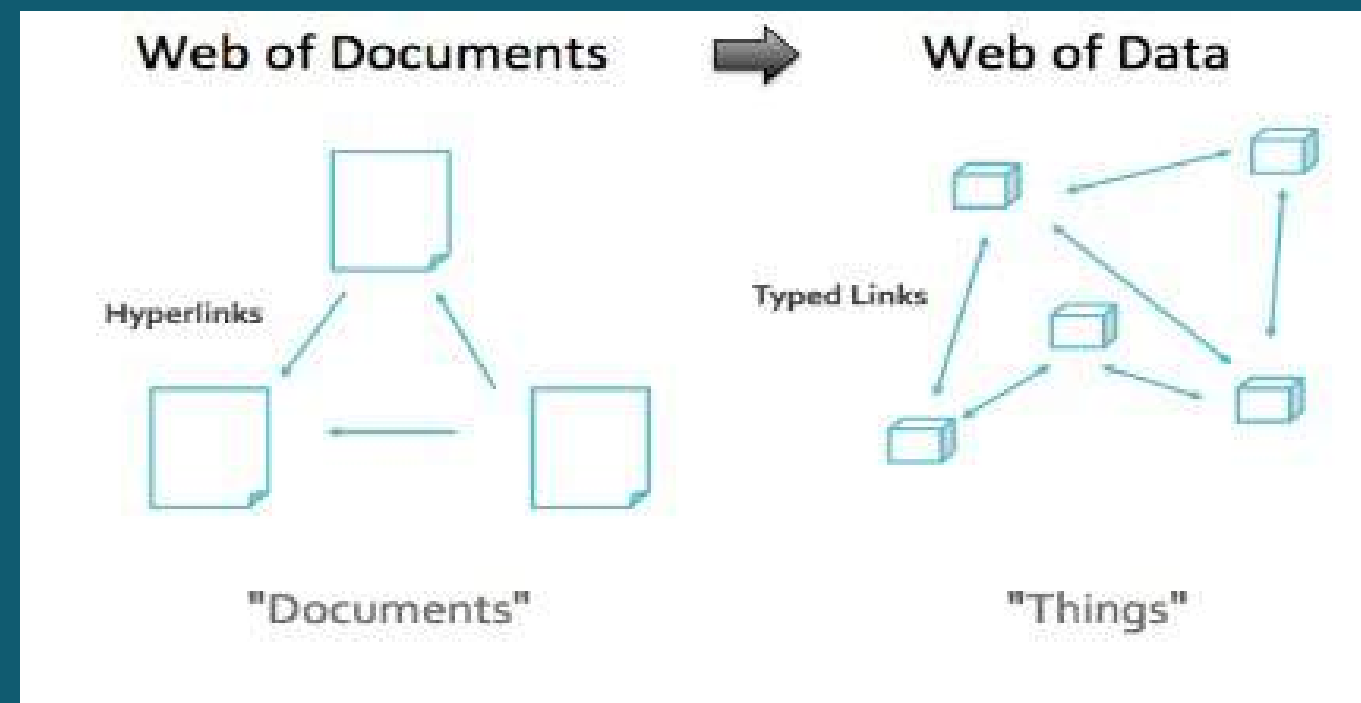 Web of Documents
Web of Data
Hyperlinks
Typed Links
"Documents"
"Things"